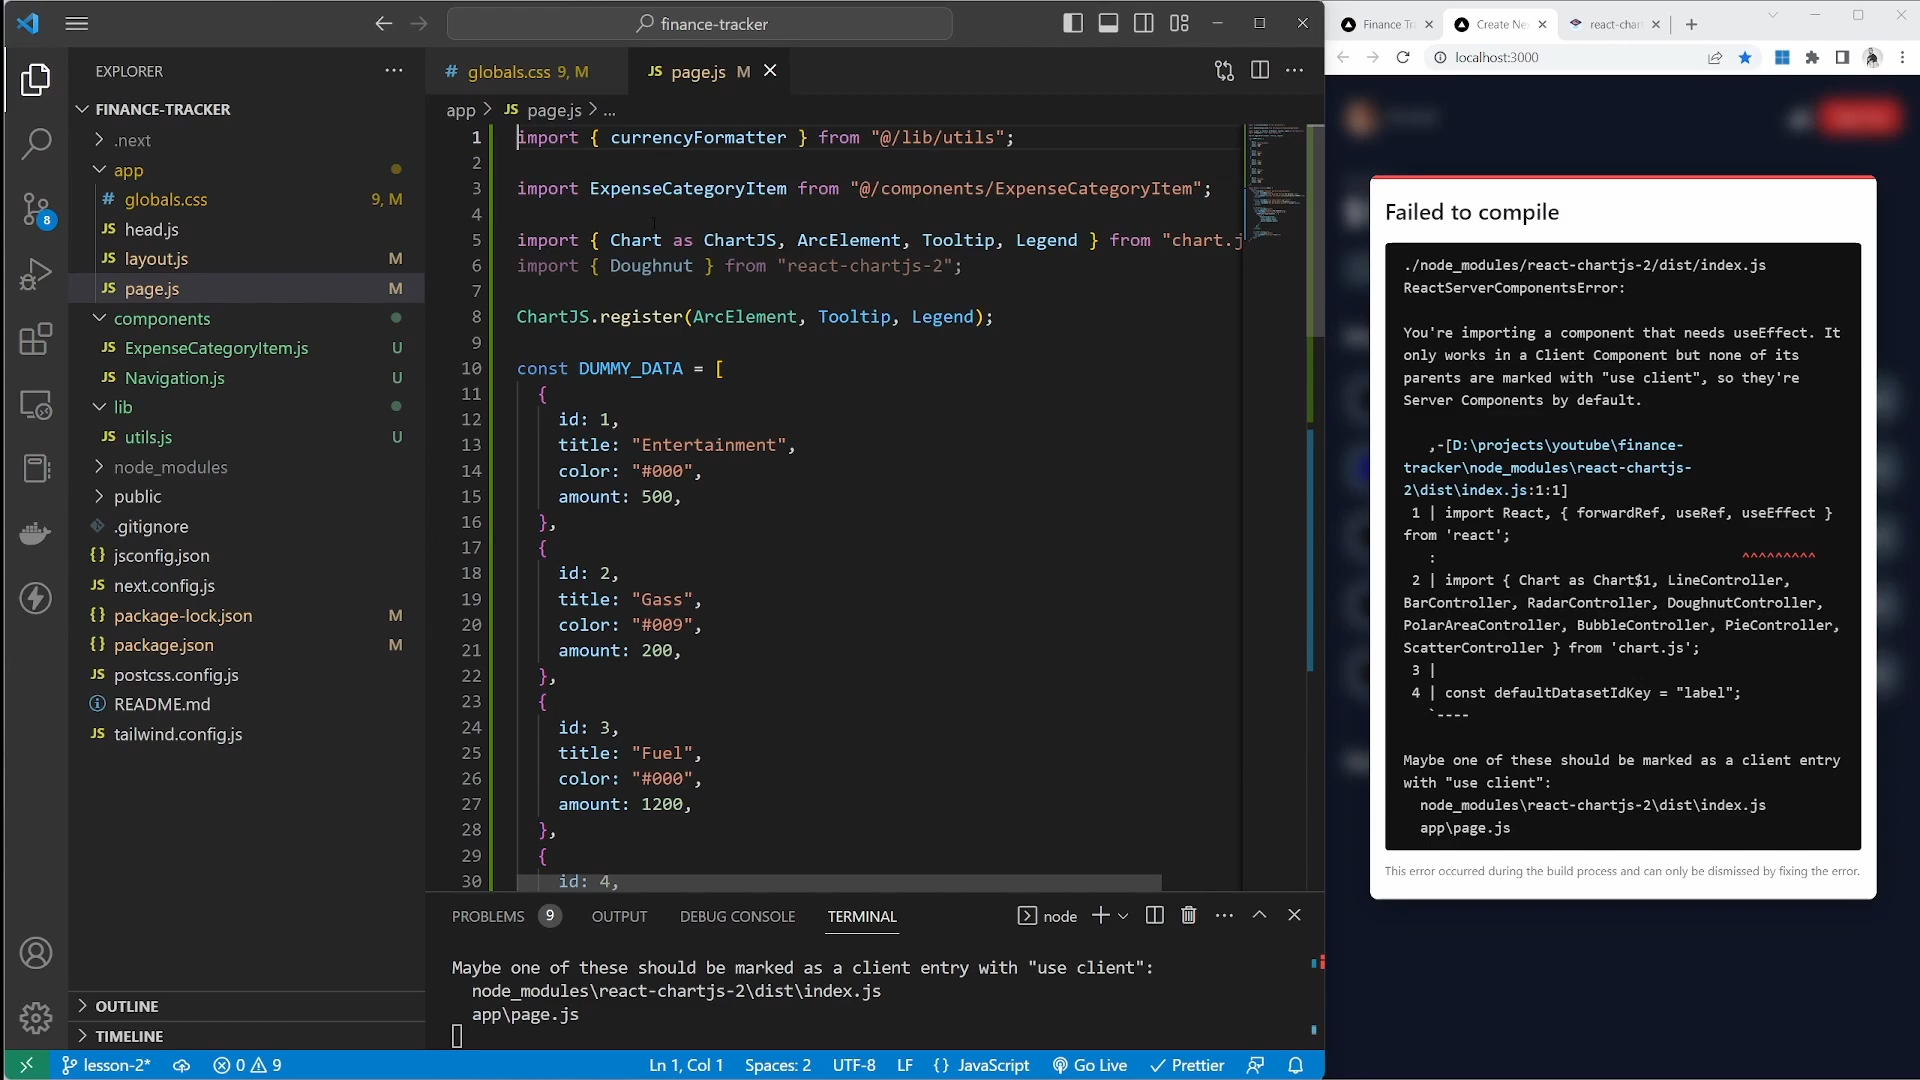 finance-tracker
EXPLORER
FINANCE-TRACKER
.next
app
globals.css 9, M
head.js
layout.js M
page.js M
components
ExpenseCategoryItem.js U
Navigation.js U
lib
utils.js U
node_modules
public
.gitignore
jsconfig.json
next.config.js
package-lock.json M
package.json M
postcss.config.js
README.md
tailwind.config.js
OUTLINE
TIMELINE
8
# globals.css 9, M
JS page.js M
app > JS page.js > ...
1 import { currencyFormatter } from "@/lib/utils";
2
3 import ExpenseCategoryItem from "@/components/ExpenseCategoryItem";
4
5 import { Chart as ChartJS, ArcElement, Tooltip, Legend } from "chart.j
6 import { Doughnut } from "react-chartjs-2";
7
8 ChartJS.register(ArcElement, Tooltip, Legend);
9
10 const DUMMY_DATA = [
11 {
12 id: 1,
13 title: "Entertainment",
14 color: "#000",
15 amount: 500,
16 },
17 {
18 id: 2,
19 title: "Gass",
20 color: "#009",
21 amount: 200,
22 },
23 {
24 id: 3,
25 title: "Fuel",
26 color: "#000",
27 amount: 1200,
28 },
29 {
30 id: 4,
PROBLEMS 9 OUTPUT DEBUG CONSOLE TERMINAL node
Maybe one of these should be marked as a client entry with "use client":
node_modules\react-chartjs-2\dist\index.js
app\page.js
lesson-2* 0 9 Ln 1, Col 1 Spaces: 2 UTF-8 LF {} JavaScript Go Live Prettier
Finance Tr Create Ne react-char
localhost:3000
Failed to compile
./node_modules/react-chartjs-2/dist/index.js
ReactServerComponentsError:
You're importing a component that needs useEffect. It
only works in a Client Component but none of its
parents are marked with "use client", so they're
Server Components by default.
,-[D:\projects\youtube\finance-
tracker\node_modules\react-chartjs-
2\dist\index.js:1:1]
1 | import React, { forwardRef, useRef, useEffect }
from 'react';
: ^^^^^^^^^
2 | import { Chart as Chart$1, LineController,
BarController, RadarController, DoughnutController,
PolarAreaController, BubbleController, PieController,
ScatterController } from 'chart.js';
3 |
4 | const defaultDatasetIdKey = "label";
`----
Maybe one of these should be marked as a client entry
with "use client":
node_modules\react-chartjs-2\dist\index.js
app\page.js
This error occurred during the build process and can only be dismissed by fixing the error.